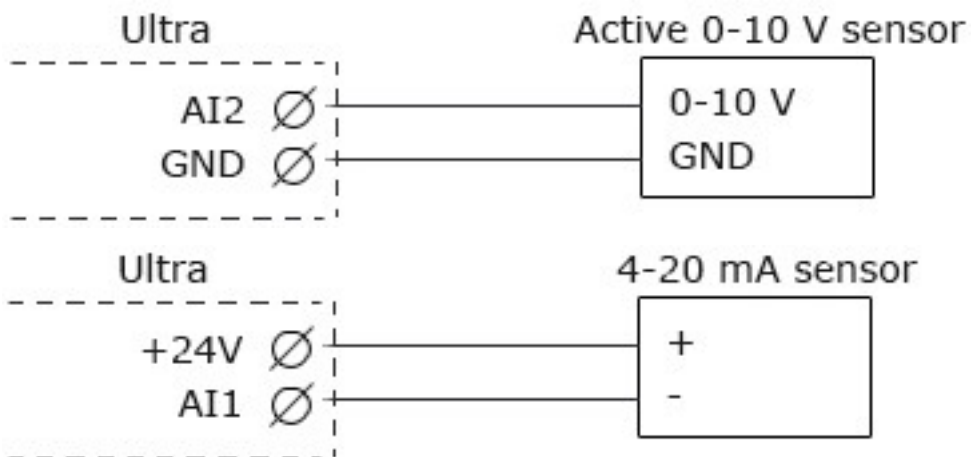 Ultra
Active 0-10 V sensor
AI2
0-10 V
GND
GND
Ultra
4-20 mA sensor
+24V
+
AI1
-